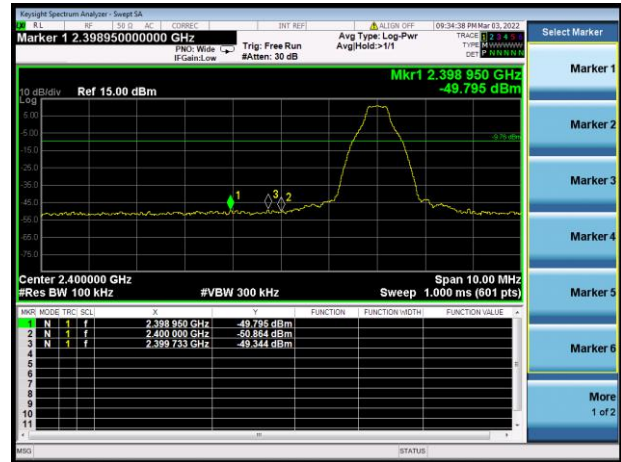 Keysight Spectrum Analyzer - Swept SA
RL RF 50 Ω AC CORREC INT REF ALIGN OFF 09:34:38 PM Mar 03, 2022
Marker 1 2.398950000000 GHz
PNO: Wide Trig: Free Run Avg Type: Log-Pwr TRACE 1 2 3 4 5 6
IFGain:Low #Atten: 30 dB Avg|Hold:>1/1 TYPE M W W W W W
DET P N N N N N
Select Marker
Mkr1 2.398 950 GHz
-49.795 dBm
10 dB/div Ref 15.00 dBm
Log
5.00
-5.00
-9.76 dBm
-15.0
-25.0
-35.0
-45.0
-55.0
-65.0
-75.0
1
3
2
Center 2.400000 GHz Span 10.00 MHz
#Res BW 100 kHz #VBW 300 kHz Sweep 1.000 ms (601 pts)
MKR MODE TRC SCL X Y FUNCTION FUNCTION WIDTH FUNCTION VALUE
1 N 1 f 2.398 950 GHz -49.795 dBm
2 N 1 f 2.400 000 GHz -50.864 dBm
3 N 1 f 2.399 733 GHz -49.344 dBm
4
5
6
7
8
9
10
11
MSG STATUS
Marker 1
Marker 2
Marker 3
Marker 4
Marker 5
Marker 6
More
1 of 2